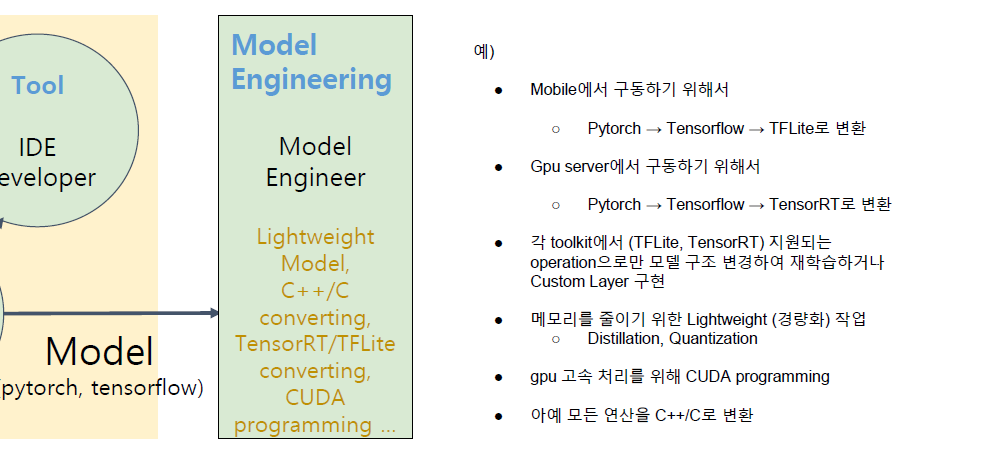 Tool
IDE
eveloper
Model
(pytorch, tensorflow)
Model
Engineering
Model
Engineer
Lightweight
Model,
C++/C
converting,
TensorRT/TFLite
converting,
CUDA
programming ...
예)
● Mobile에서 구동하기 위해서
○ Pytorch → Tensorflow → TFLite로 변환
● Gpu server에서 구동하기 위해서
○ Pytorch → Tensorflow → TensorRT로 변환
● 각 toolkit에서 (TFLite, TensorRT) 지원되는
operation으로만 모델 구조 변경하여 재학습하거나
Custom Layer 구현
● 메모리를 줄이기 위한 Lightweight (경량화) 작업
○ Distillation, Quantization
● gpu 고속 처리를 위해 CUDA programming
● 아예 모든 연산을 C++/C로 변환